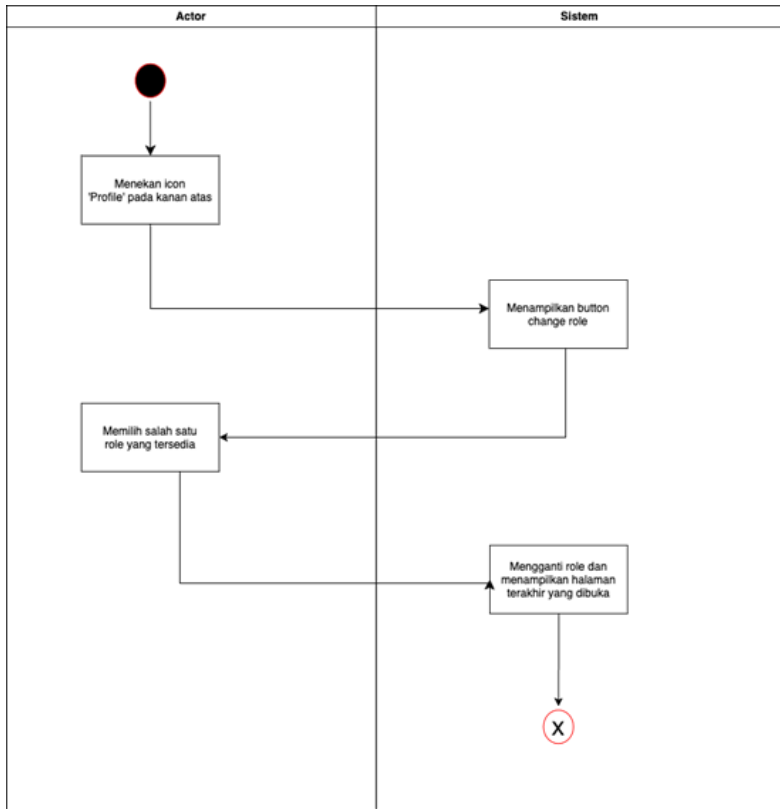 Actor
Sistem
Menekan icon
'Profile' pada kanan atas
Menampilkan button
change role
Memilih salah satu
role yang tersedia
Mengganti role dan
menampilkan halaman
terakhir yang dibuka
X